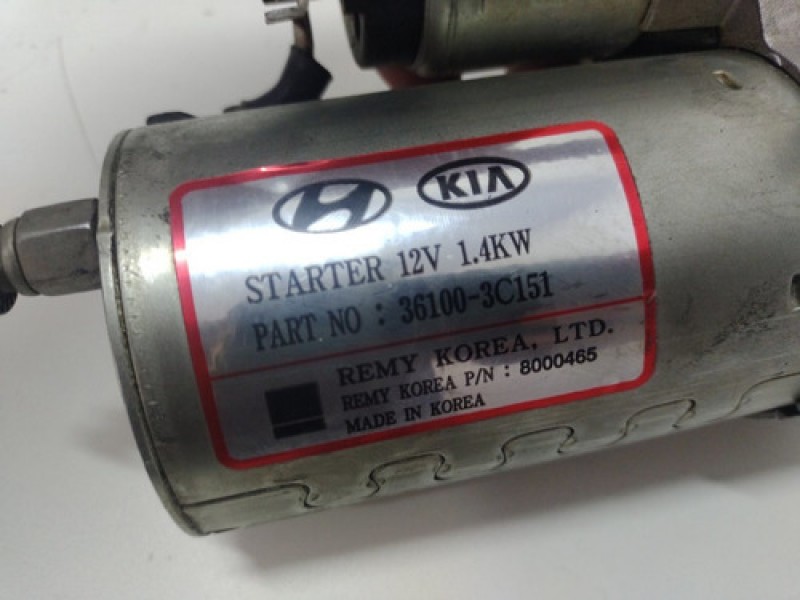 KIA
STARTER 12V 1.4KW
PART NO : 36100-3C151
REMY KOREA, LTD.
REMY KOREA P/N : 8000465
MADE IN KOREA